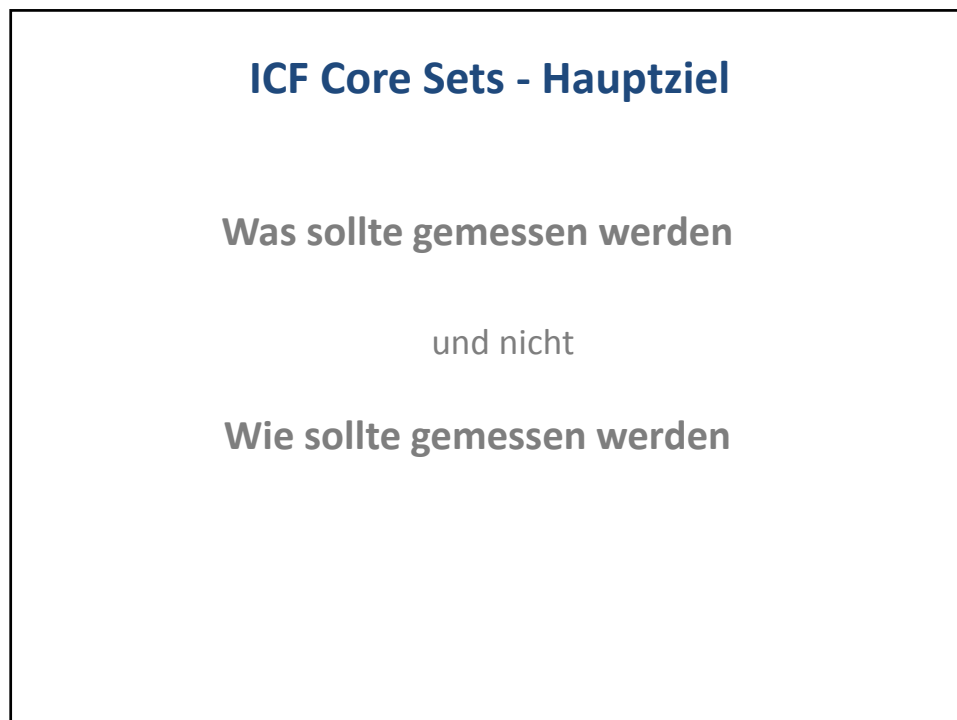 ICF Core Sets - Hauptziel
Was sollte gemessen werden
und nicht
Wie sollte gemessen werden